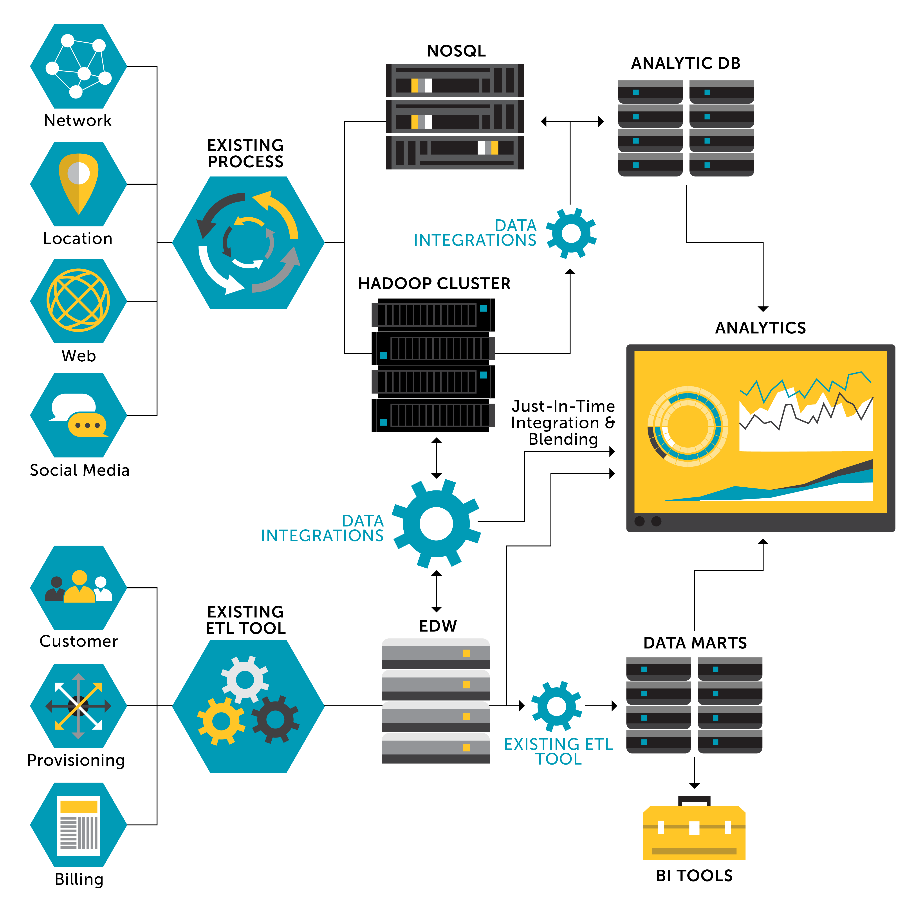 NOSQL
ANALYTIC DB
Network
EXISTING
PROCESS
Location
DATA
INTEGRATIONS
HADOOP CLUSTER
Web
ANALYTICS
Just-In-Time
Integration &
Blending
Social Media
DATA
INTEGRATIONS
Customer
EXISTING
ETL TOOL
EDW
DATA MARTS
Provisioning
EXISTING ETL
TOOL
Billing
BI TOOLS